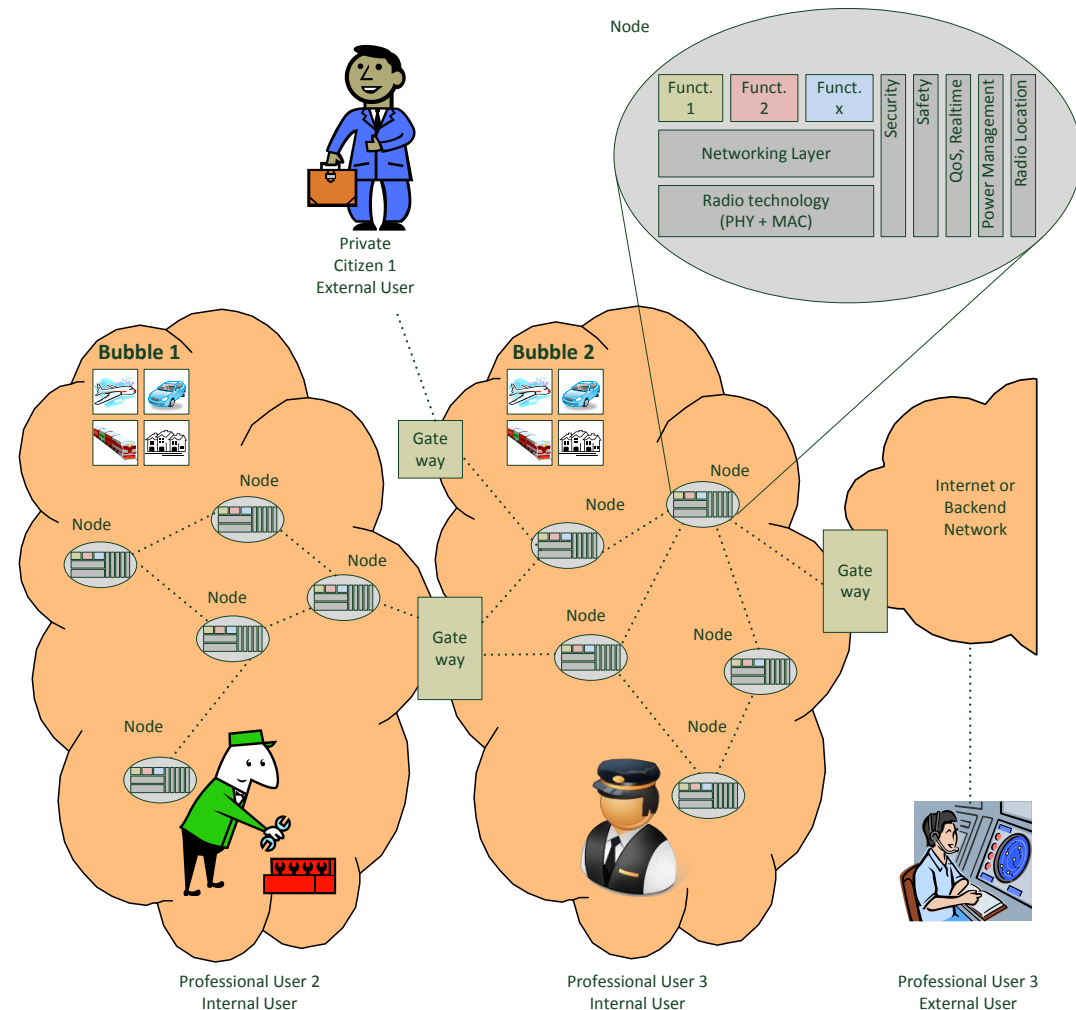 Node
Funct.
1
Funct.
2
Funct.
x
Networking Layer
Radio technology
(PHY + MAC)
Security
Safety
QoS, Realtime
Power Management
Radio Location
Private
Citizen 1
External User
Bubble 1
Bubble 2
Gate
way
Node
Node
Node
Node
Node
Node
Node
Node
Node
Node
Gate
way
Gate
way
Internet or
Backend
Network
Professional User 2
Internal User
Professional User 3
Internal User
Professional User 3
External User